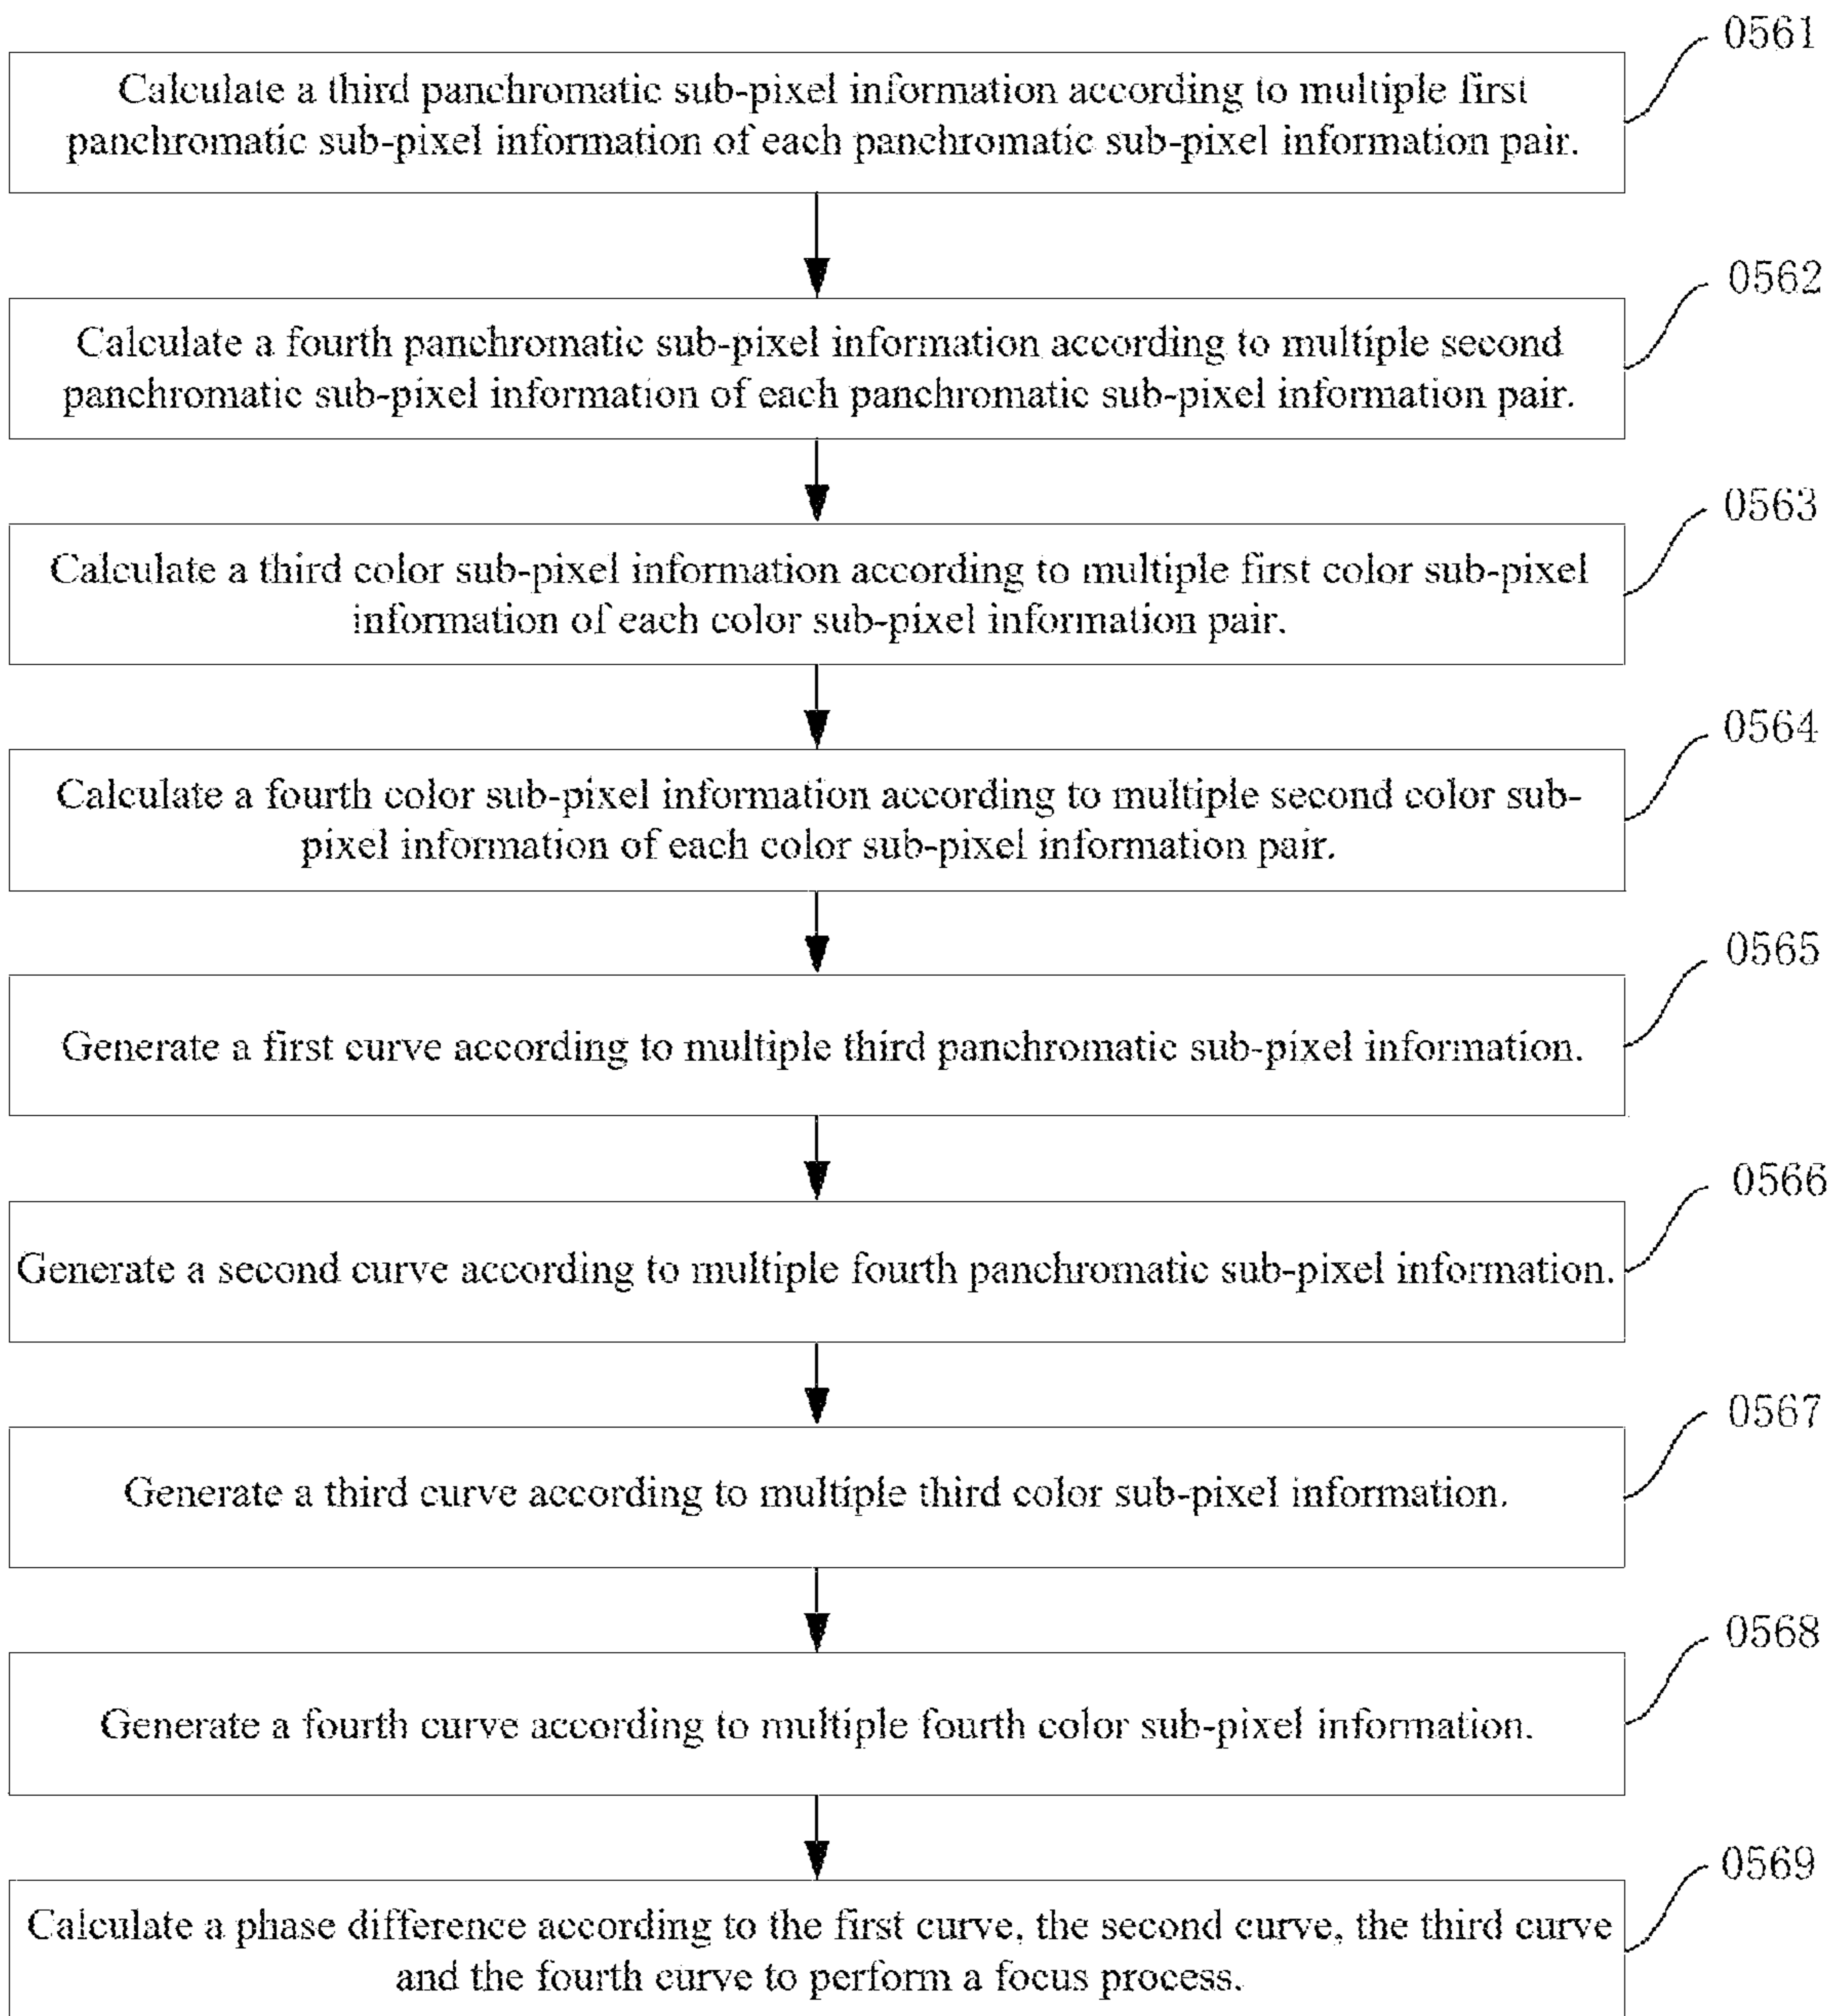 0561
Calculate a third panchromatic sub-pixel information according to multiple first
panchromatic sub-pixel information of each panchromatic sub-pixel information pair.
0562
Calculate a fourth panchromatic sub-pixel information according to multiple second
panchromatic sub-pixel information of each panchromatic sub-pixel information pair.
0563
Calculate a third color sub-pixel information according to multiple first color sub-pixel
information of each color sub-pixel information pair.
0564
Calculate a fourth color sub-pixel information according to multiple second color sub-
pixel information of each color sub-pixel information pair.
0565
Generate a first curve according to multiple third panchromatic sub-pixel information.
0566
Generate a second curve according to multiple fourth panchromatic sub-pixel information.
0567
Generate a third curve according to multiple third color sub-pixel information.
0568
Generate a fourth curve according to multiple fourth color sub-pixel information.
0569
Calculate a phase difference according to the first curve, the second curve, the third curve
and the fourth curve to perform a focus process.